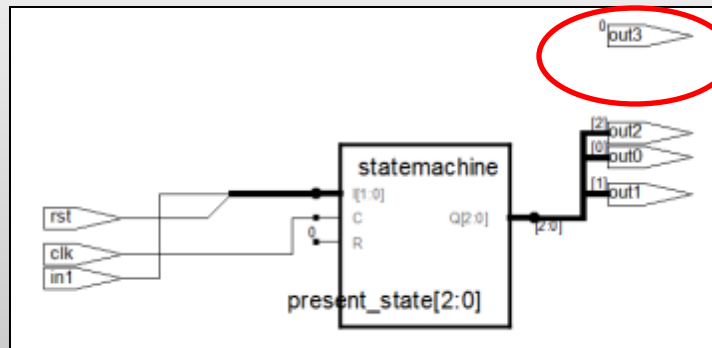 0
out3
[2]
out2
[0]
out0
[1]
out1
statemachine
I[1:0]
rst
C
Q[2:0]
[2:0]
0
R
clk
in1
present_state[2:0]